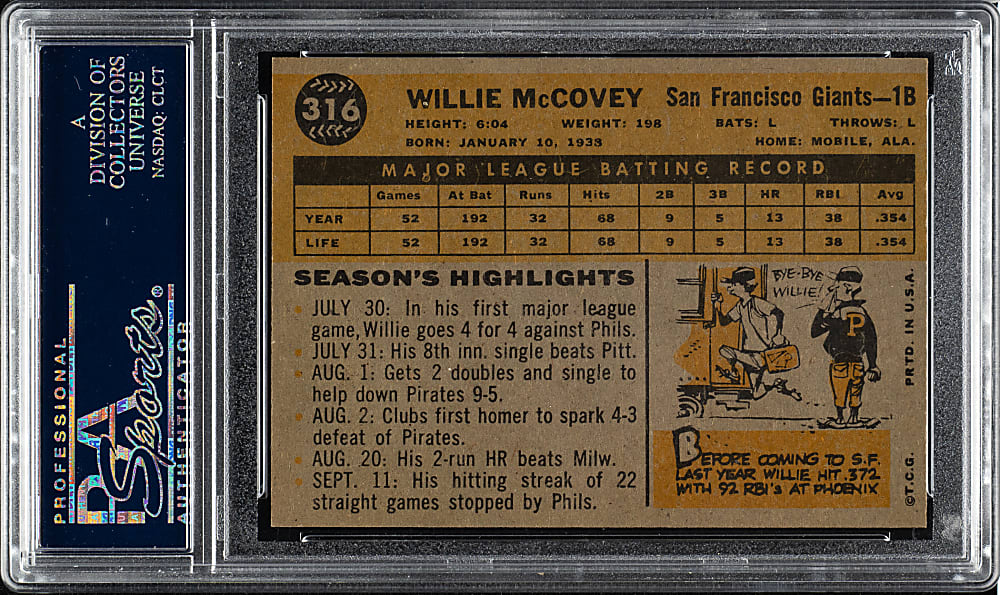 A
DIVISION OF
COLLECTORS
UNIVERSE
NASDAQ: CLCT
PROFESSIONAL
PSA
Sports®
AUTHENTICATOR
316
WILLIE McCOVEY San Francisco Giants—1B
HEIGHT: 6:04 WEIGHT: 198 BATS: L THROWS: L
BORN: JANUARY 10, 1938 HOME: MOBILE, ALA.
MAJOR LEAGUE BATTING RECORD
Games At Bat Runs Hits 2B 3B HR RBI Avg
YEAR 52 192 32 68 9 5 13 38 .354
LIFE 52 192 32 68 9 5 13 38 .354
SEASON'S HIGHLIGHTS
• JULY 30: In his first major league
game, Willie goes 4 for 4 against Phils.
• JULY 31: His 8th inn. single beats Pitt.
• AUG. 1: Gets 2 doubles and single to
help down Pirates 9-5.
• AUG. 2: Clubs first homer to spark 4-3
defeat of Pirates.
• AUG. 20: His 2-run HR beats Milw.
• SEPT. 11: His hitting streak of 22
straight games stopped by Phils.
BYE-BYE
WILLIE!
P
BEFORE COMING TO S.F.
LAST YEAR WILLIE HIT .372
WITH 92 RBI'S AT PHOENIX
©T.C.G. PRTD. IN U.S.A.